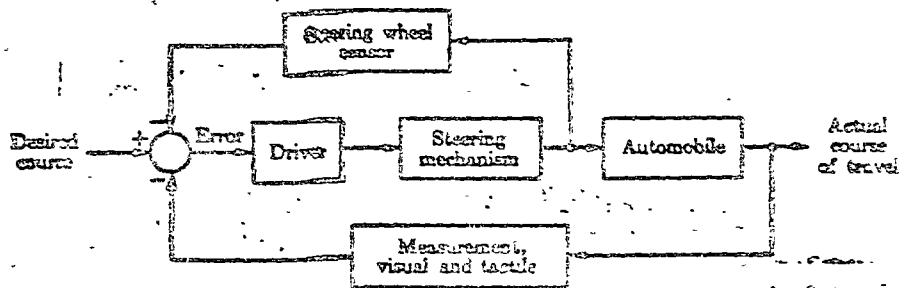 Steering wheel
sensor
Desired
course
+
−
−
Error
Driver
Steering
mechanism
Automobile
Actual
course
of travel
Measurement,
visual and tactile